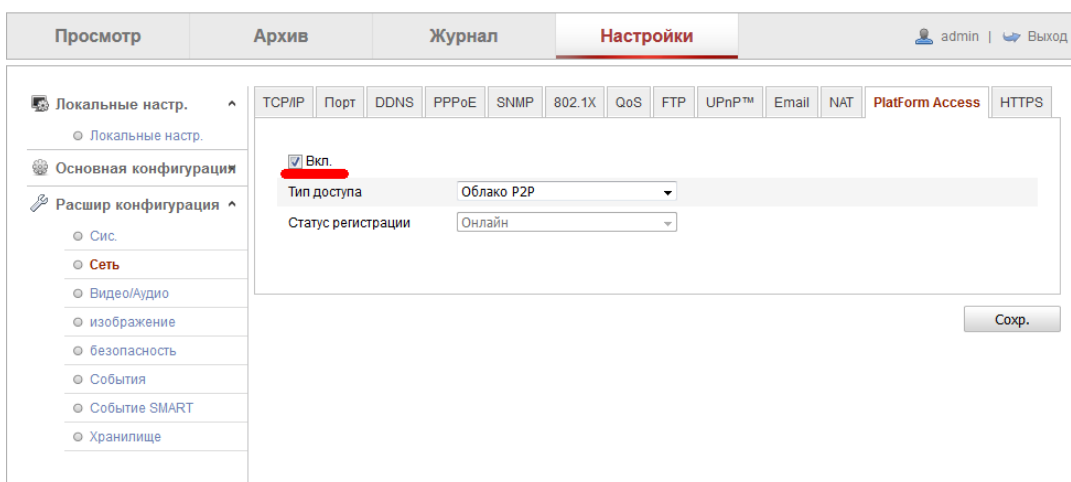 Просмотр Архив Журнал Настройки admin | Выход
Локальные настр.
Локальные настр.
Основная конфигурация
Расшир конфигурация
Сис.
Сеть
Видео/Аудио
изображение
безопасность
События
Событие SMART
Хранилище
TCP/IP Порт DDNS PPPoE SNMP 802.1X QoS FTP UPnP™ Email NAT PlatForm Access HTTPS
Вкл.
Тип доступа Облако P2P
Статус регистрации Онлайн
Сохр.